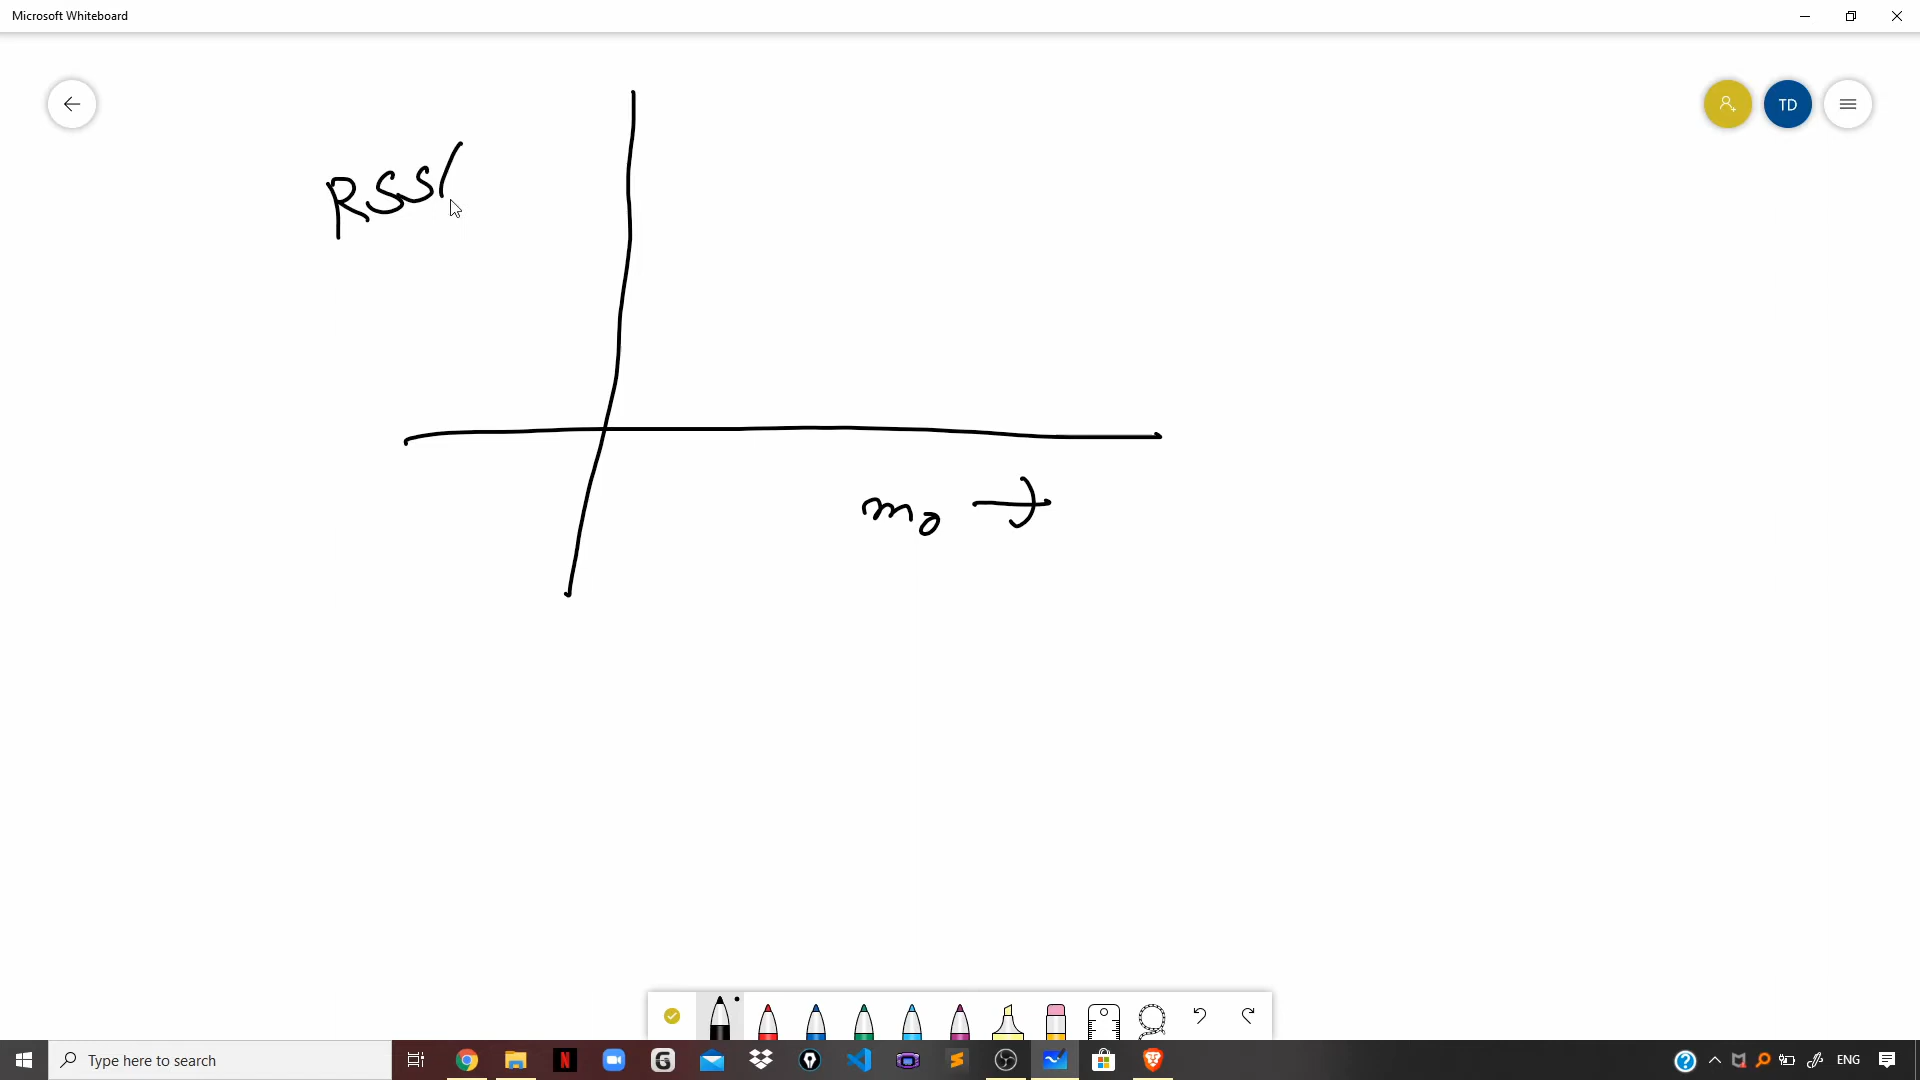 Microsoft Whiteboard
TD
RSS(
m₀ →
Type here to search
ENG